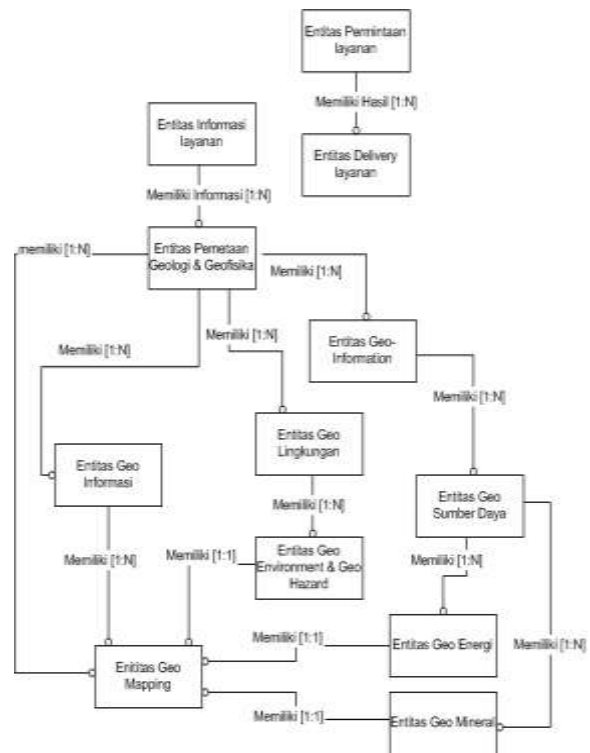 Entitas Permintaan
layanan
Memiliki Hasil [1:N]
Entitas Informasi
layanan
Entitas Delivery
layanan
Memiliki Informasi [1:N]
memiliki [1:N]
Entitas Pemetaan
Geologi & Geofisika
Memiliki [1:N]
Memiliki [1:N]
Memiliki [1:N]
Entitas Geo-
Information
Memiliki [1:N]
Entitas Geo
Informasi
Entitas Geo
Lingkungan
Entitas Geo
Sumber Daya
Memiliki [1:N]
Memiliki [1:N]
Memiliki [1:1]
Entitas Geo
Environment & Geo
Hazard
Memiliki [1:N]
Memiliki [1:1]
Entitas Geo Energi
Memiliki [1:N]
Enititas Geo
Mapping
Memiliki [1:1]
Entitas Geo Mineral